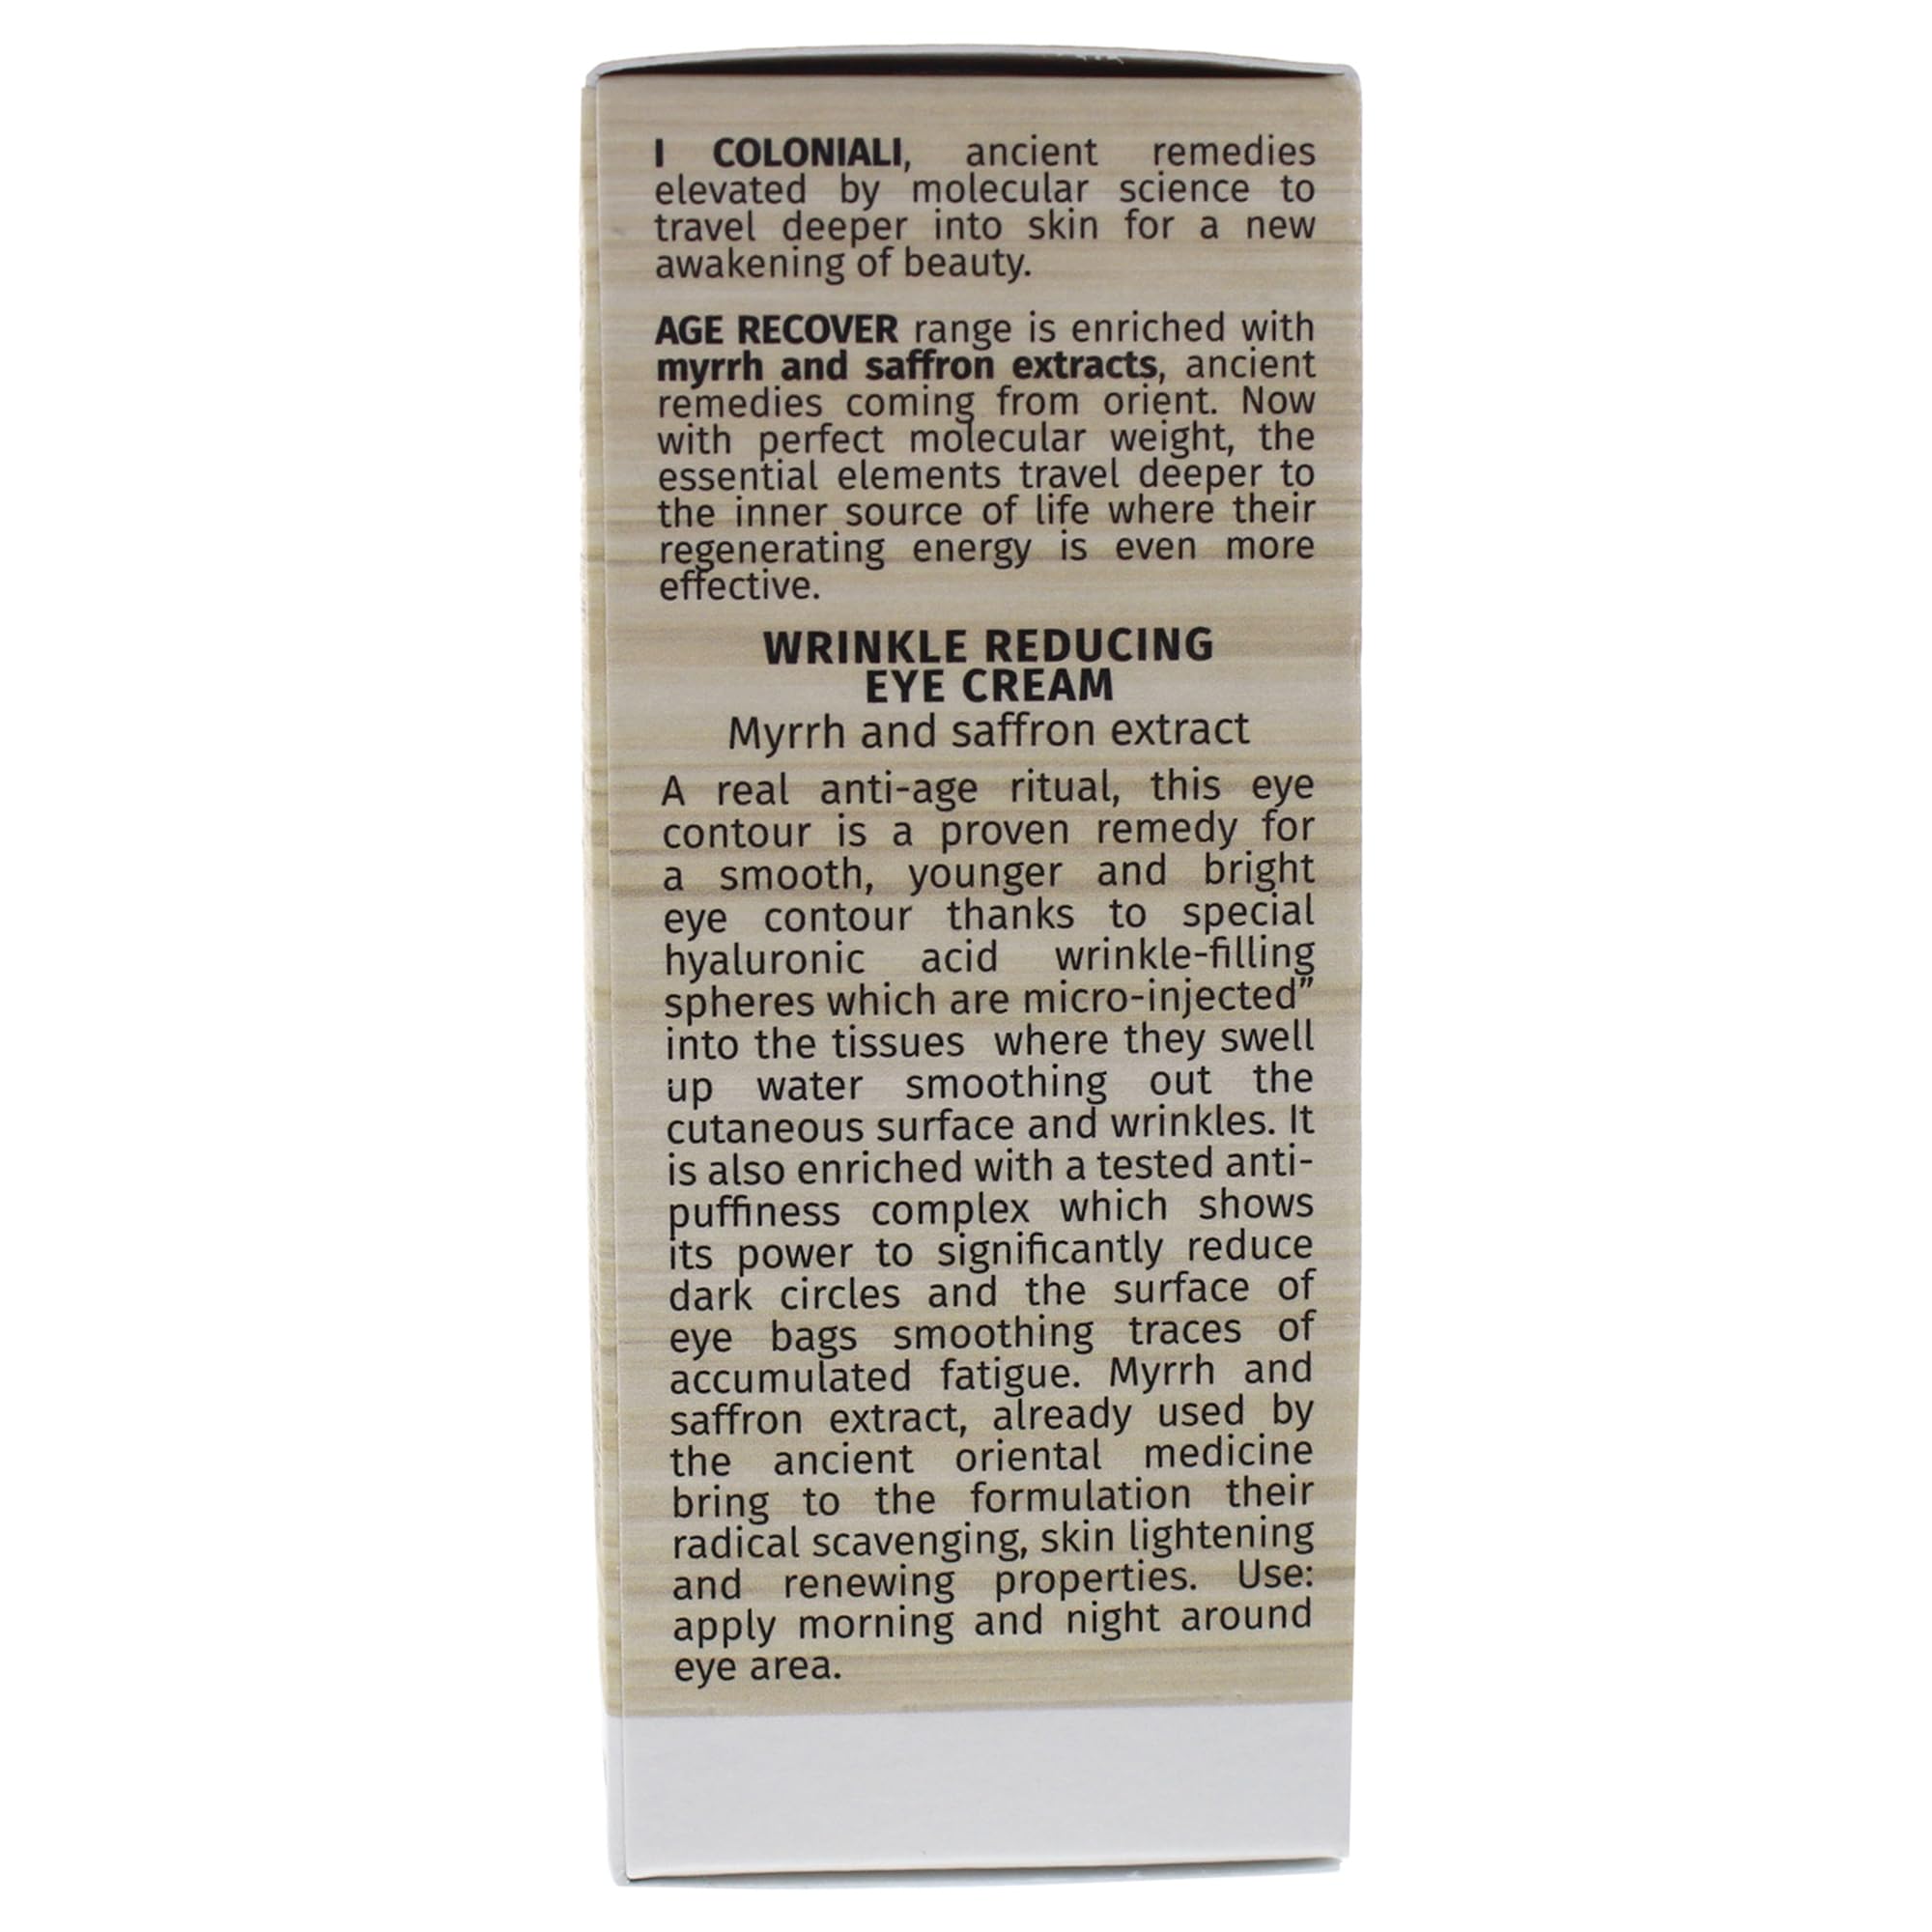 I COLONIALI, ancient remedies
elevated by molecular science to
travel deeper into skin for a new
awakening of beauty.
AGE RECOVER range is enriched with
myrrh and saffron extracts, ancient
remedies coming from orient. Now
with perfect molecular weight, the
essential elements travel deeper to
the inner source of life where their
regenerating energy is even more
effective.
WRINKLE REDUCING
EYE CREAM
Myrrh and saffron extract
A real anti-age ritual, this eye
contour is a proven remedy for
a smooth, younger and bright
eye contour thanks to special
hyaluronic acid wrinkle-filling
spheres which are micro-injected”
into the tissues where they swell
up water smoothing out the
cutaneous surface and wrinkles. It
is also enriched with a tested anti-
puffiness complex which shows
its power to significantly reduce
dark circles and the surface of
eye bags smoothing traces of
accumulated fatigue. Myrrh and
saffron extract, already used by
the ancient oriental medicine
bring to the formulation their
radical scavenging, skin lightening
and renewing properties. Use:
apply morning and night around
eye area.